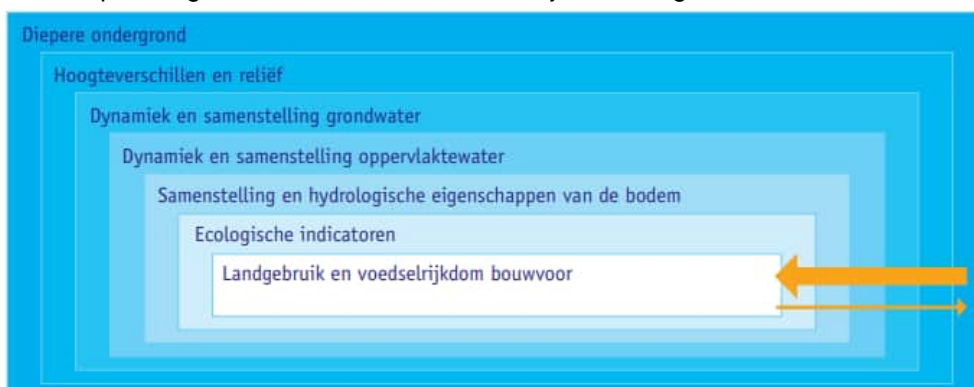 Diepere ondergrond
Hoogteverschillen en reliëf
Dynamiek en samenstelling grondwater
Dynamiek en samenstelling oppervlaktewater
Samenstelling en hydrologische eigenschappen van de bodem
Ecologische indicatoren
Landgebruik en voedselrijkdom bouwvoor